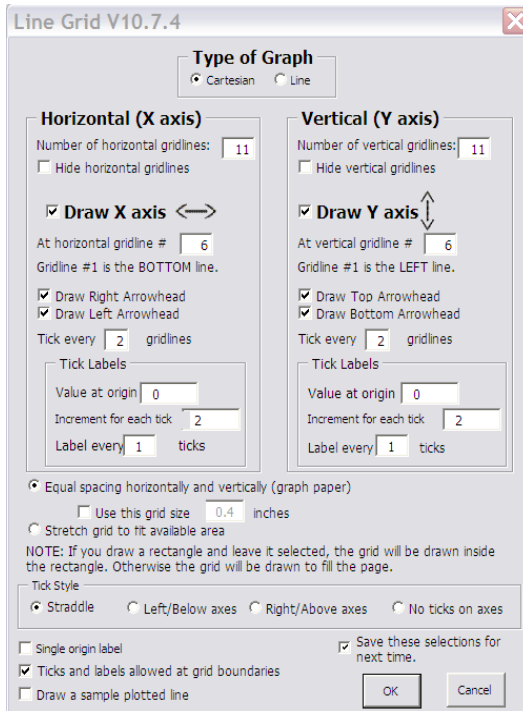 Line Grid V10.7.4
Type of Graph
Cartesian Line
Horizontal (X axis)
Number of horizontal gridlines: 11
Hide horizontal gridlines
Draw X axis
At horizontal gridline # 6
Gridline #1 is the BOTTOM line.
Draw Right Arrowhead
Draw Left Arrowhead
Tick every 2 gridlines
Tick Labels
Value at origin 0
Increment for each tick 2
Label every 1 ticks
Vertical (Y axis)
Number of vertical gridlines: 11
Hide vertical gridlines
Draw Y axis
At vertical gridline # 6
Gridline #1 is the LEFT line.
Draw Top Arrowhead
Draw Bottom Arrowhead
Tick every 2 gridlines
Tick Labels
Value at origin 0
Increment for each tick 2
Label every 1 ticks
Equal spacing horizontally and vertically (graph paper)
Use this grid size 0.4 inches
Stretch grid to fit available area
NOTE: If you draw a rectangle and leave it selected, the grid will be drawn inside
the rectangle. Otherwise the grid will be drawn to fill the page.
Tick Style
Straddle Left/Below axes Right/Above axes No ticks on axes
Single origin label
Ticks and labels allowed at grid boundaries
Draw a sample plotted line
Save these selections for
next time.
OK Cancel